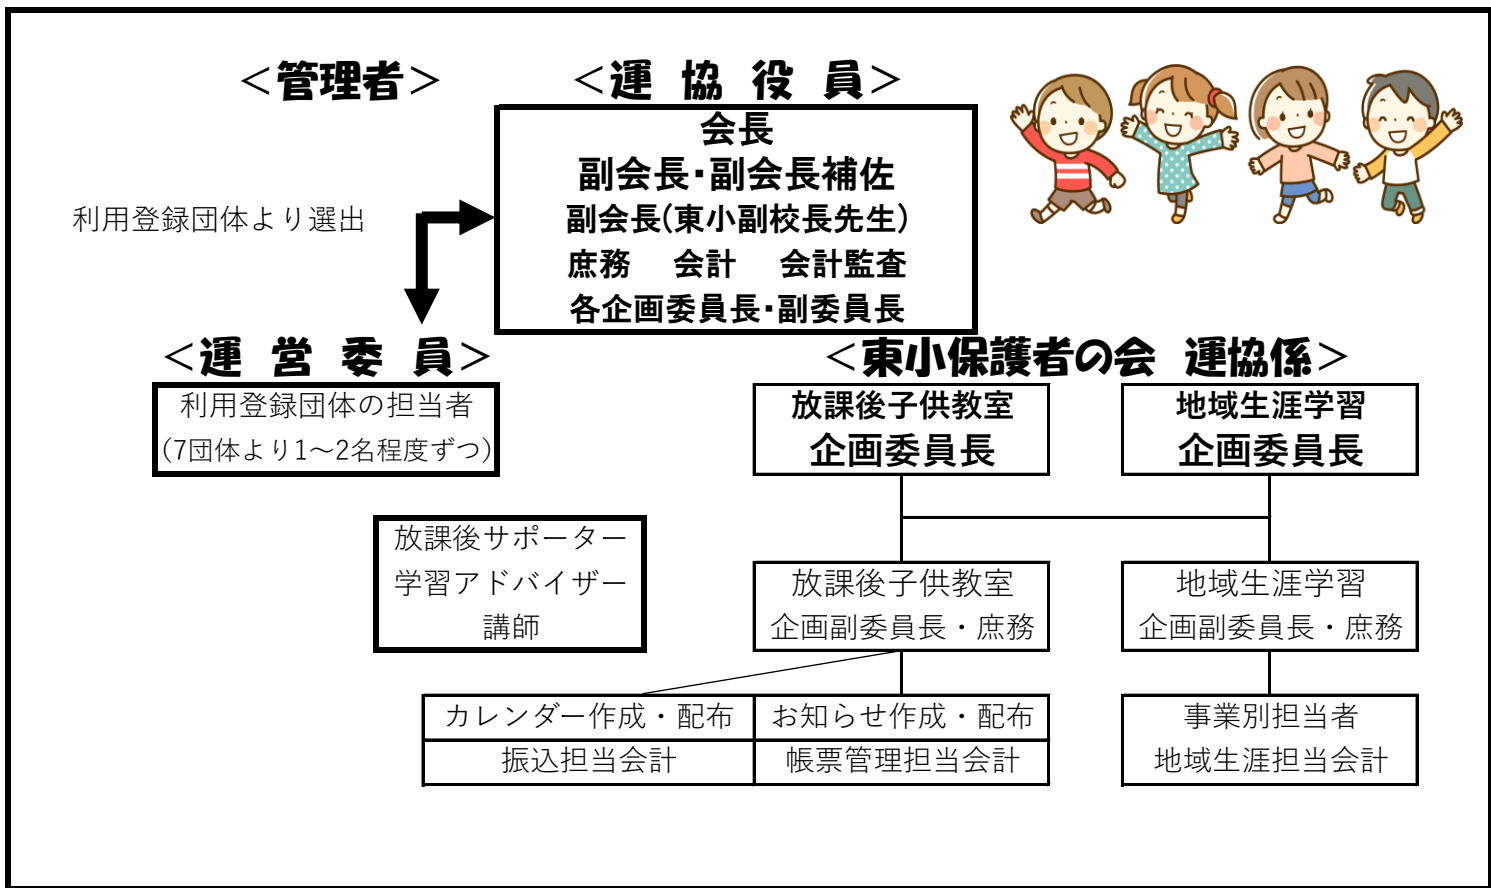 ＜管理者＞
＜運 協 役 員＞
会長
副会長・副会長補佐
副会長(東小副校長先生)
庶務 会計 会計監査
各企画委員長・副委員長
利用登録団体より選出
＜運 営 委 員＞
利用登録団体の担当者
(7団体より1～2名程度ずつ)
＜東小保護者の会 運協係＞
放課後子供教室
企画委員長
地域生涯学習
企画委員長
放課後サポーター
学習アドバイザー
講師
放課後子供教室
企画副委員長・庶務
地域生涯学習
企画副委員長・庶務
カレンダー作成・配布
振込担当会計
お知らせ作成・配布
帳票管理担当会計
事業別担当者
地域生涯担当会計